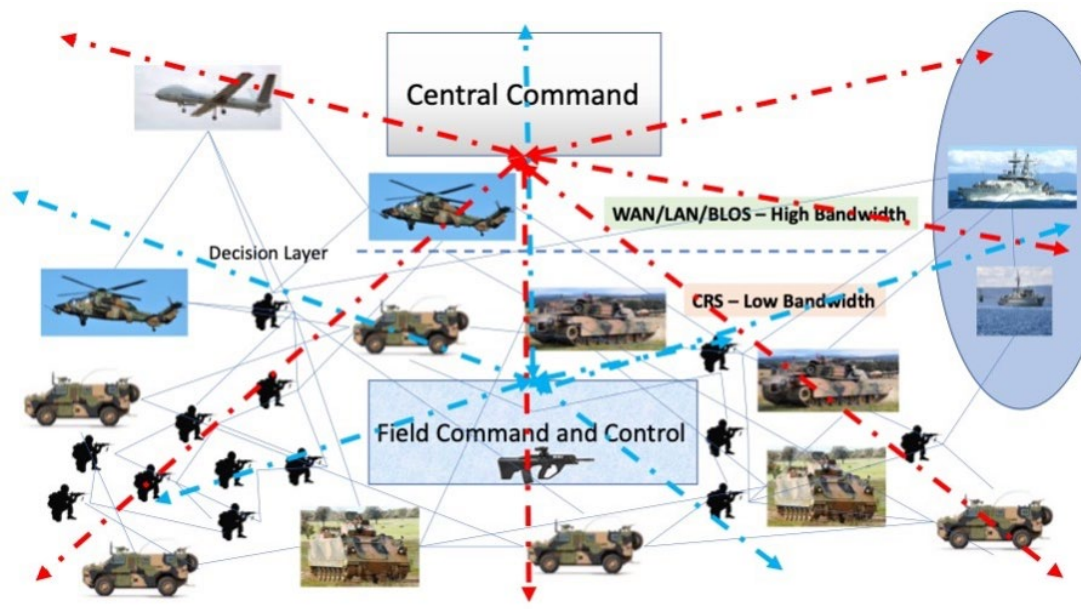 Central Command
WAN/LAN/BLOS – High Bandwidth
Decision Layer
CRS – Low Bandwidth
Field Command and Control